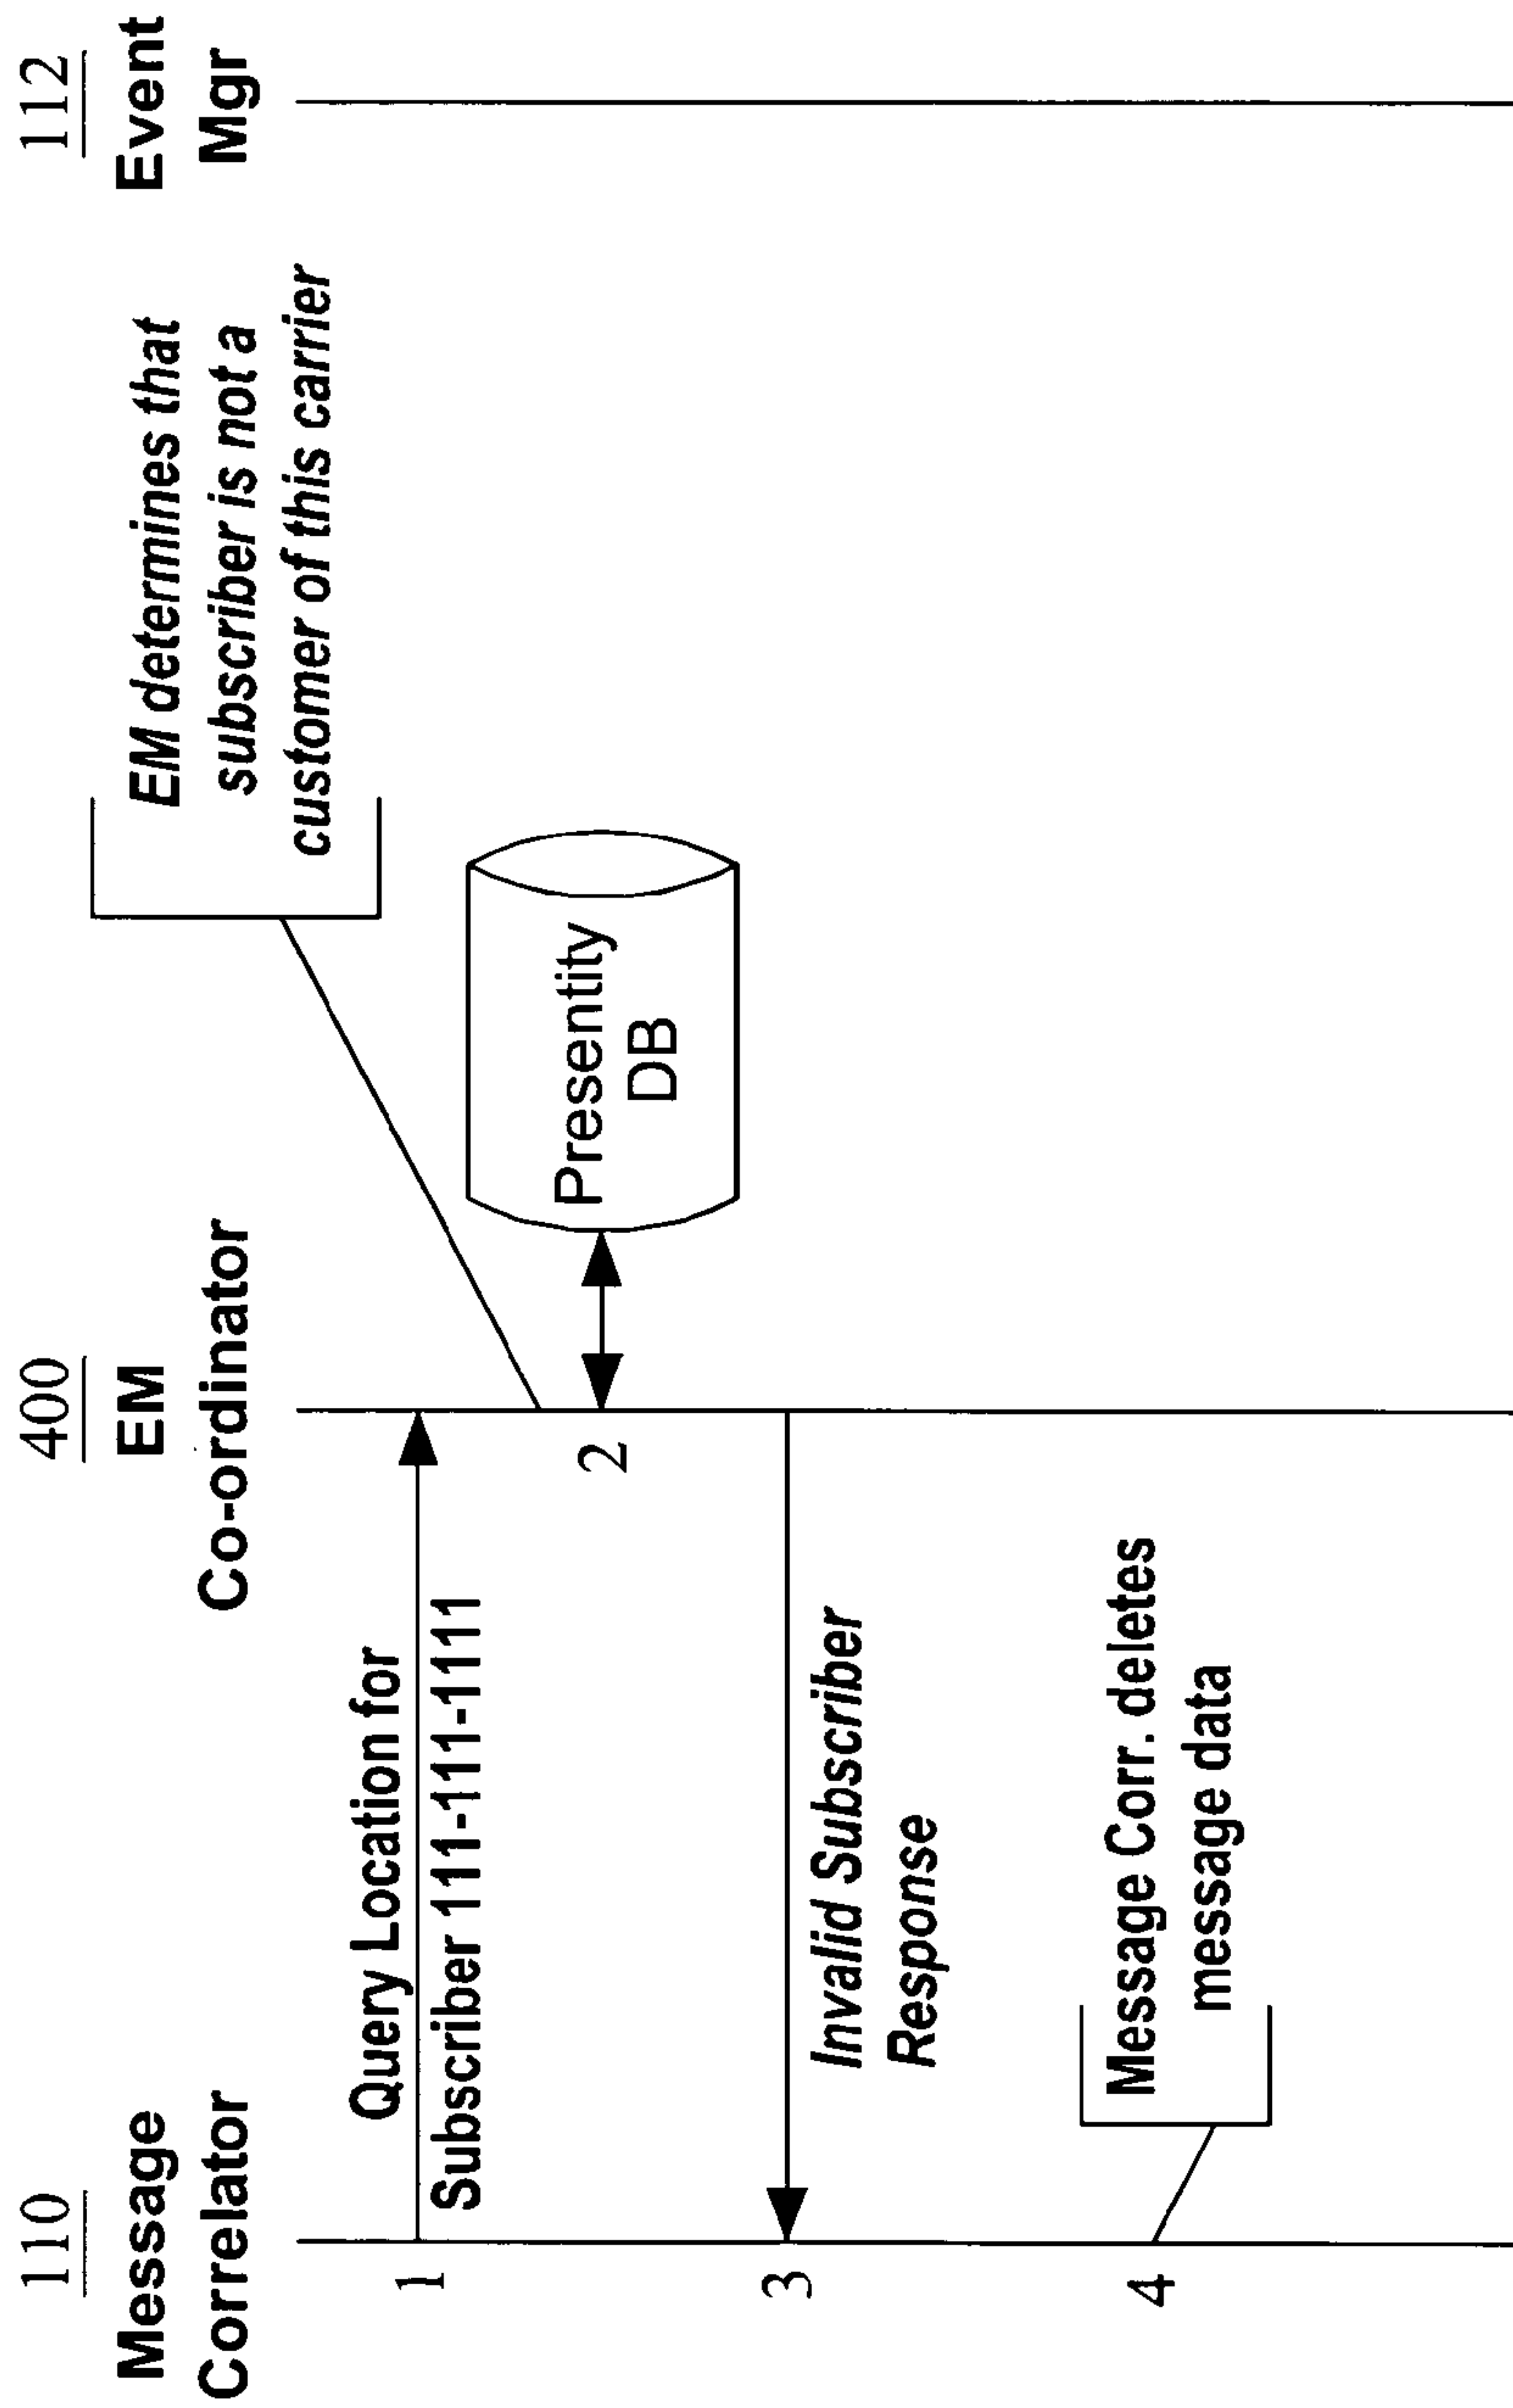 110
Message
Correlator
400
EM
Co-ordinator
112
Event
Mgr
EM determines that
subscriber is not a
customer of this carrier
1
Query Location for
Subscriber 111-111-1111
2
Presentity
DB
3
Invalid Subscriber
Response
4
Message Corr. deletes
message data